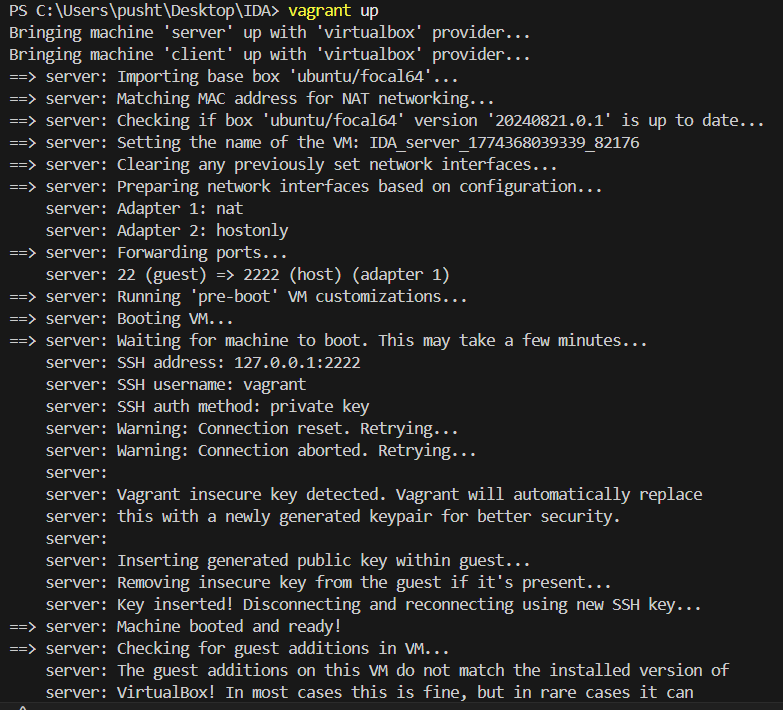 PS C:\Users\pusht\Desktop\IDA> vagrant up
Bringing machine 'server' up with 'virtualbox' provider...
Bringing machine 'client' up with 'virtualbox' provider...
==> server: Importing base box 'ubuntu/focal64'...
==> server: Matching MAC address for NAT networking...
==> server: Checking if box 'ubuntu/focal64' version '20240821.0.1' is up to date...
==> server: Setting the name of the VM: IDA_server_1774368039339_82176
==> server: Clearing any previously set network interfaces...
==> server: Preparing network interfaces based on configuration...
    server: Adapter 1: nat
    server: Adapter 2: hostonly
==> server: Forwarding ports...
    server: 22 (guest) => 2222 (host) (adapter 1)
==> server: Running 'pre-boot' VM customizations...
==> server: Booting VM...
==> server: Waiting for machine to boot. This may take a few minutes...
    server: SSH address: 127.0.0.1:2222
    server: SSH username: vagrant
    server: SSH auth method: private key
    server: Warning: Connection reset. Retrying...
    server: Warning: Connection aborted. Retrying...
    server:
    server: Vagrant insecure key detected. Vagrant will automatically replace
    server: this with a newly generated keypair for better security.
    server:
    server: Inserting generated public key within guest...
    server: Removing insecure key from the guest if it's present...
    server: Key inserted! Disconnecting and reconnecting using new SSH key...
==> server: Machine booted and ready!
==> server: Checking for guest additions in VM...
    server: The guest additions on this VM do not match the installed version of
    server: VirtualBox! In most cases this is fine, but in rare cases it can